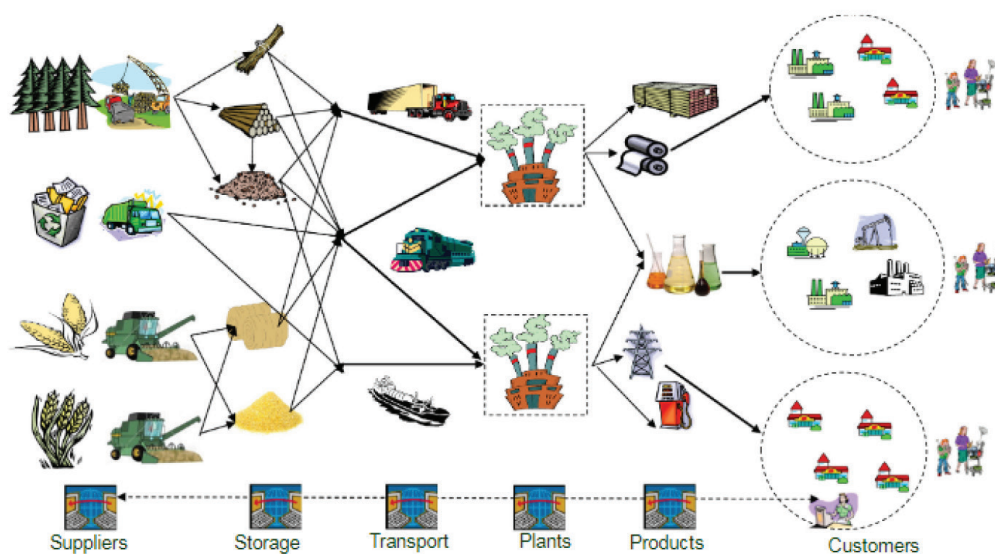 Suppliers
Storage
Transport
Plants
Products
Customers